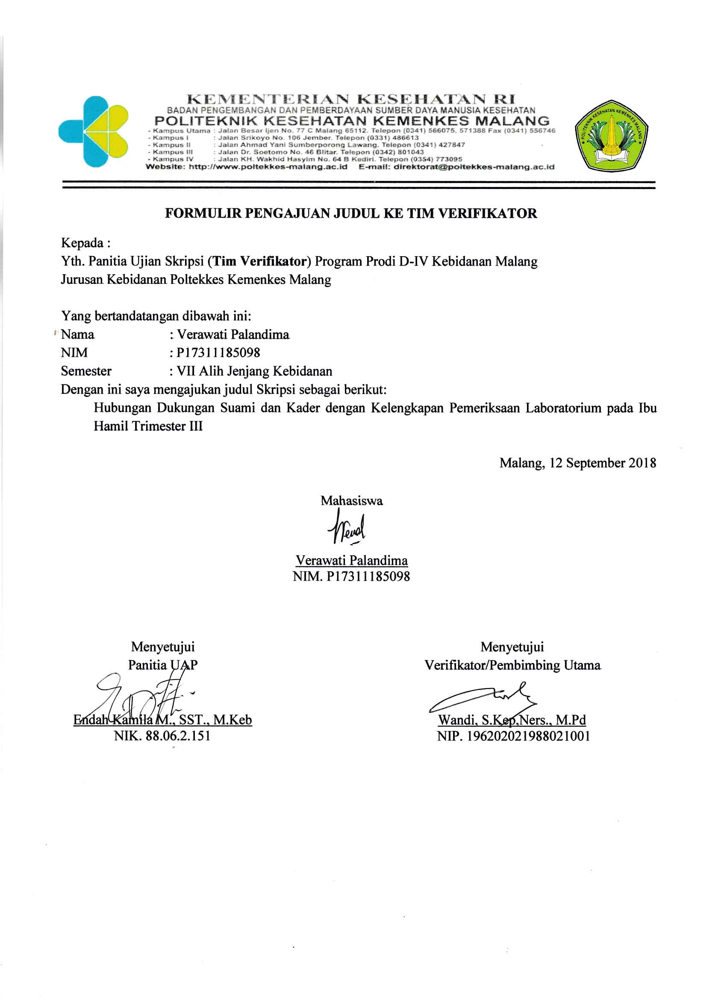 KEMENTERIAN KESEHATAN RI
BADAN PENGEMBANGAN DAN PEMBERDAYAAN SUMBER DAYA MANUSIA KESEHATAN
POLITEKNIK KESEHATAN KEMENKES MALANG
- Kampus Utama : Jalan Besar Ijen No. 77 C Malang 65112. Telepon (0341) 566075, 571388 Fax (0341) 556746
- Kampus I : Jalan Srikoyo No. 106 Jember. Telepon (0331) 486613
- Kampus II : Jalan Ahmad Yani Sumberporong Lawang. Telepon (0341) 427847
- Kampus III : Jalan Dr. Soetomo No. 46 Blitar. Telepon (0342) 801043
- Kampus IV : Jalan KH. Wakhid Hasyim No. 64 B Kediri. Telepon (0354) 773095
Website: http://www.poltekkes-malang.ac.id E-mail: direktorat@poltekkes-malang.ac.id
POLITEKNIK KESEHATAN KEMENKES MALANG
FORMULIR PENGAJUAN JUDUL KE TIM VERIFIKATOR
Kepada :
Yth. Panitia Ujian Skripsi (Tim Verifikator) Program Prodi D-IV Kebidanan Malang
Jurusan Kebidanan Poltekkes Kemenkes Malang
Yang bertandatangan dibawah ini:
Nama : Verawati Palandima
NIM : P17311185098
Semester : VII Alih Jenjang Kebidanan
Dengan ini saya mengajukan judul Skripsi sebagai berikut:
Hubungan Dukungan Suami dan Kader dengan Kelengkapan Pemeriksaan Laboratorium pada Ibu
Hamil Trimester III
Malang, 12 September 2018
Mahasiswa
Verawati Palandima
NIM. P17311185098
Menyetujui
Panitia UAP
Endah Kamila M., SST., M.Keb
NIK. 88.06.2.151
Menyetujui
Verifikator/Pembimbing Utama
Wandi, S.Kep,Ners., M.Pd
NIP. 196202021988021001